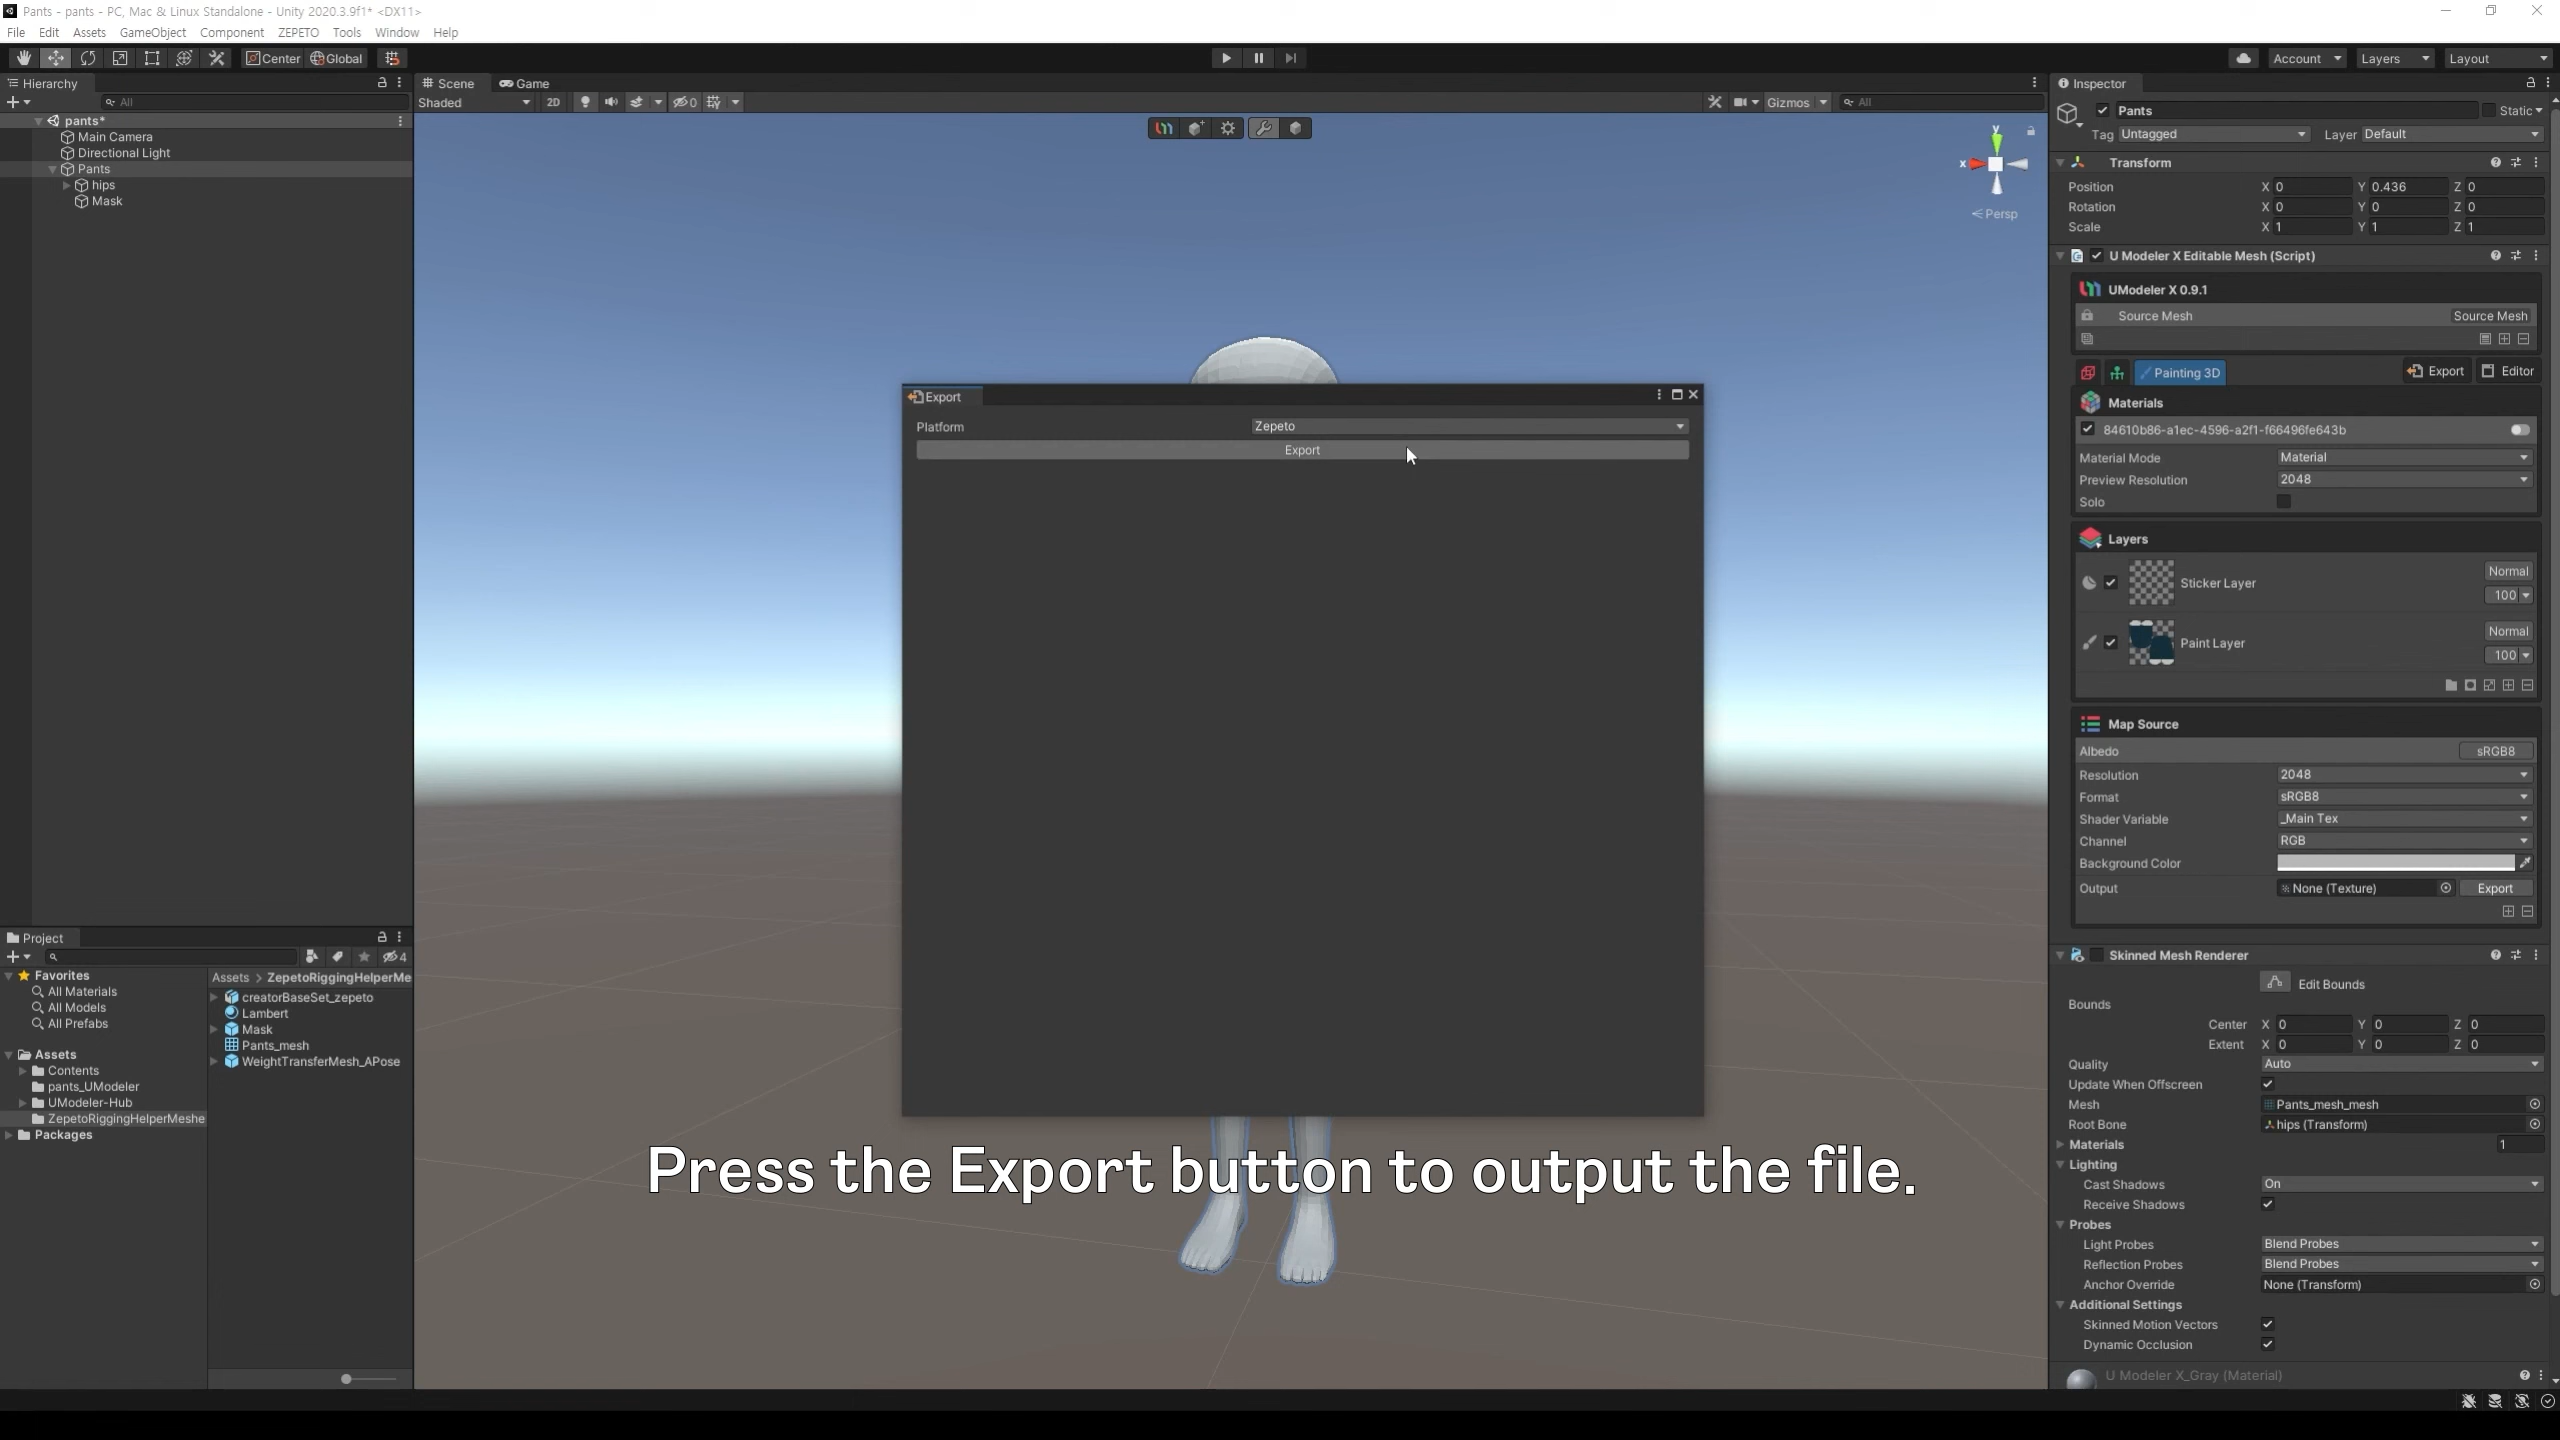 Pants - pants - PC, Mac & Linux Standalone - Unity 2020.3.9f1* <DX11>
File Edit Assets GameObject Component ZEPETO Tools Window Help
Center Global
Account Layers Layout
Hierarchy
All
pants*
Main Camera
Directional Light
Pants
hips
Mask
Scene Game
Shaded 2D 0 Gizmos All
y
x
Persp
Export
Platform Zepeto
Export
Press the Export button to output the file.
Project
4
Favorites
All Materials
All Models
All Prefabs
Assets
Contents
pants_UModeler
UModeler-Hub
ZepetoRiggingHelperMeshe
Packages
Assets > ZepetoRiggingHelperMe
creatorBaseSet_zepeto
Lambert
Mask
Pants_mesh
WeightTransferMesh_APose
Inspector
Pants Static
Tag Untagged Layer Default
Transform
Position X 0 Y 0.436 Z 0
Rotation X 0 Y 0 Z 0
Scale X 1 Y 1 Z 1
U Modeler X Editable Mesh (Script)
UModeler X 0.9.1
Source Mesh Source Mesh
Painting 3D Export Editor
Materials
84610b86-a1ec-4596-a2f1-f66496fe643b
Material Mode Material
Preview Resolution 2048
Solo
Layers
Sticker Layer Normal 100
Paint Layer Normal 100
Map Source
Albedo sRGB8
Resolution 2048
Format sRGB8
Shader Variable _Main Tex
Channel RGB
Background Color
Output None (Texture) Export
Skinned Mesh Renderer
Edit Bounds
Bounds
Center X 0 Y 0 Z 0
Extent X 0 Y 0 Z 0
Quality Auto
Update When Offscreen
Mesh Pants_mesh_mesh
Root Bone hips (Transform)
Materials 1
Lighting
Cast Shadows On
Receive Shadows
Probes
Light Probes Blend Probes
Reflection Probes Blend Probes
Anchor Override None (Transform)
Additional Settings
Skinned Motion Vectors
Dynamic Occlusion
U Modeler X_Gray (Material)